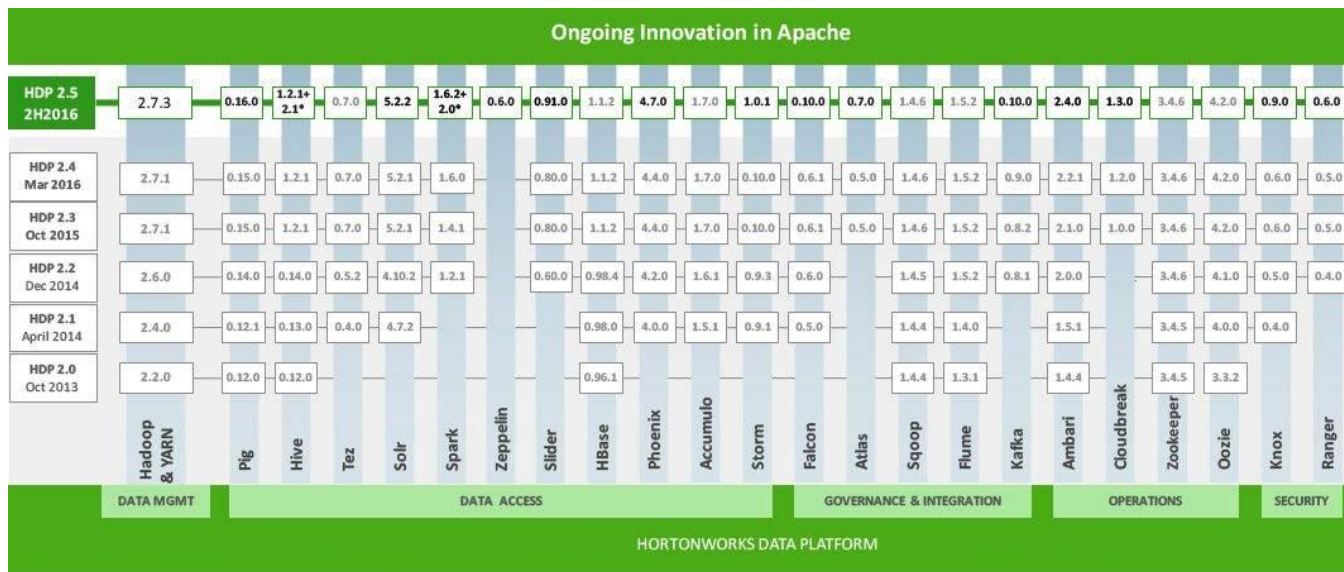 Ongoing Innovation in Apache
HDP 2.5
2H2016
2.7.3
0.16.0
1.2.1+
2.1*
0.7.0
5.2.2
1.6.2+
2.0*
0.6.0
0.91.0
1.1.2
4.7.0
1.7.0
1.0.1
0.10.0
0.7.0
1.4.6
1.5.2
0.10.0
2.4.0
1.3.0
3.4.6
4.2.0
0.9.0
0.6.0
HDP 2.4
Mar 2016
2.7.1
0.15.0
1.2.1
0.7.0
5.2.1
1.6.0
0.80.0
1.1.2
4.4.0
1.7.0
0.10.0
0.6.1
0.5.0
1.4.6
1.5.2
0.9.0
2.2.1
1.2.0
3.4.6
4.2.0
0.6.0
0.5.0
HDP 2.3
Oct 2015
2.7.1
0.15.0
1.2.1
0.7.0
5.2.1
1.4.1
0.80.0
1.1.2
4.4.0
1.7.0
0.10.0
0.6.1
0.5.0
1.4.6
1.5.2
0.8.2
2.1.0
1.0.0
3.4.6
4.2.0
0.6.0
0.5.0
HDP 2.2
Dec 2014
2.6.0
0.14.0
0.14.0
0.5.2
4.10.2
1.2.1
0.60.0
0.98.4
4.2.0
1.6.1
0.9.3
0.6.0
1.4.5
1.5.2
0.8.1
2.0.0
3.4.6
4.1.0
0.5.0
0.4.0
HDP 2.1
April 2014
2.4.0
0.12.1
0.13.0
0.4.0
4.7.2
0.98.0
4.0.0
1.5.1
0.9.1
0.5.0
1.4.4
1.4.0
1.5.1
3.4.5
4.0.0
0.4.0
HDP 2.0
Oct 2013
2.2.0
0.12.0
0.12.0
0.96.1
1.4.4
1.3.1
1.4.4
3.4.5
3.3.2
Hadoop
& YARN
Pig
Hive
Tez
Solr
Spark
Zeppelin
Slider
HBase
Phoenix
Accumulo
Storm
Falcon
Atlas
Sqoop
Flume
Kafka
Ambari
Cloudbreak
Zookeeper
Oozie
Knox
Ranger
DATA MGMT
DATA ACCESS
GOVERNANCE & INTEGRATION
OPERATIONS
SECURITY
HORTONWORKS DATA PLATFORM